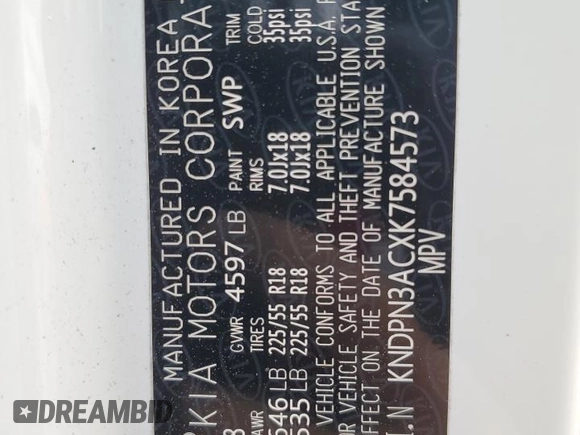 MANUFACTURED IN KOREA
KIA MOTORS CORPORA
GVWR 4597 LB PAINT SWP TRIM
TIRES RIMS COLD
546 LB 225/55 R18 7.0Jx18 35psi
535 LB 225/55 R18 7.0Jx18 35psi
VEHICLE CONFORMS TO ALL APPLICABLE U.S.A.
VEHICLE SAFETY AND THEFT PREVENTION STA
EFFECT ON THE DATE OF MANUFACTURE SHOWN
I.N KNDPN3ACXK7584573
MPV
DREAMBID